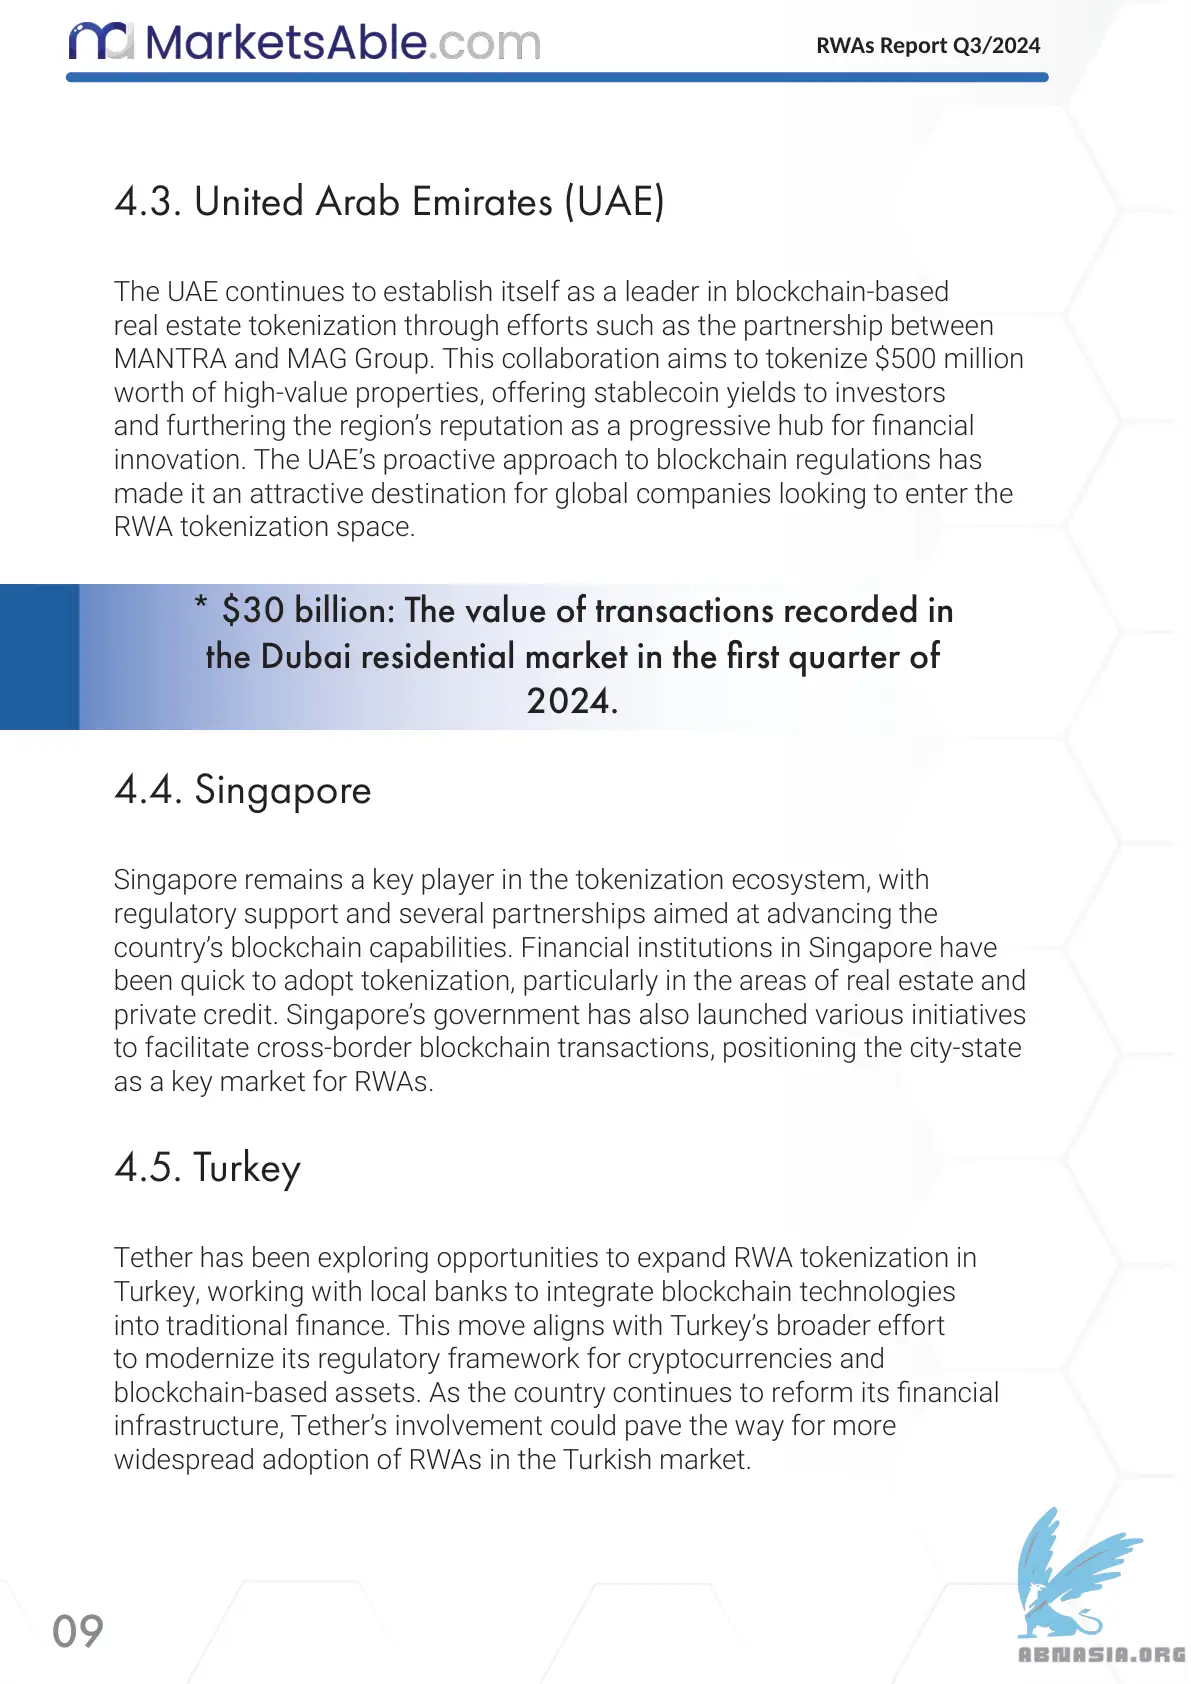 MarketsAble.com
RWAs Report Q3/2024
4.3. United Arab Emirates (UAE)
The UAE continues to establish itself as a leader in blockchain-based
real estate tokenization through efforts such as the partnership between
MANTRA and MAG Group. This collaboration aims to tokenize $500 million
worth of high-value properties, offering stablecoin yields to investors
and furthering the region’s reputation as a progressive hub for financial
innovation. The UAE’s proactive approach to blockchain regulations has
made it an attractive destination for global companies looking to enter the
RWA tokenization space.
* $30 billion: The value of transactions recorded in
the Dubai residential market in the first quarter of
2024.
4.4. Singapore
Singapore remains a key player in the tokenization ecosystem, with
regulatory support and several partnerships aimed at advancing the
country’s blockchain capabilities. Financial institutions in Singapore have
been quick to adopt tokenization, particularly in the areas of real estate and
private credit. Singapore’s government has also launched various initiatives
to facilitate cross-border blockchain transactions, positioning the city-state
as a key market for RWAs.
4.5. Turkey
Tether has been exploring opportunities to expand RWA tokenization in
Turkey, working with local banks to integrate blockchain technologies
into traditional finance. This move aligns with Turkey’s broader effort
to modernize its regulatory framework for cryptocurrencies and
blockchain-based assets. As the country continues to reform its financial
infrastructure, Tether’s involvement could pave the way for more
widespread adoption of RWAs in the Turkish market.
09
ABNASIA.ORG